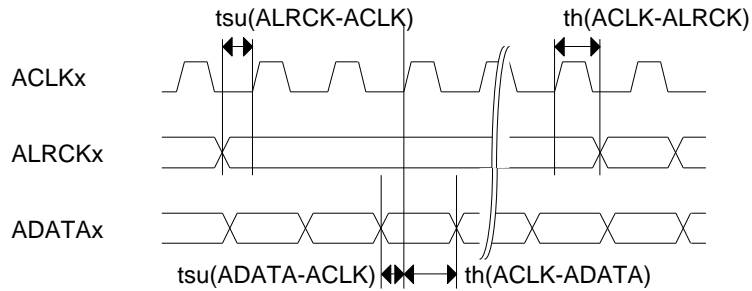 tsu(ALRCK-ACLK) th(ACLK-ALRCK)
ACLKx
ALRCKx
ADATAx
tsu(ADATA-ACLK) th(ACLK-ADATA)